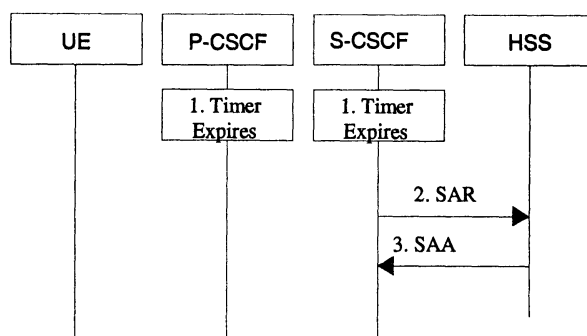 UE
P-CSCF
S-CSCF
HSS
1. Timer
Expires
1. Timer
Expires
2. SAR
3. SAA